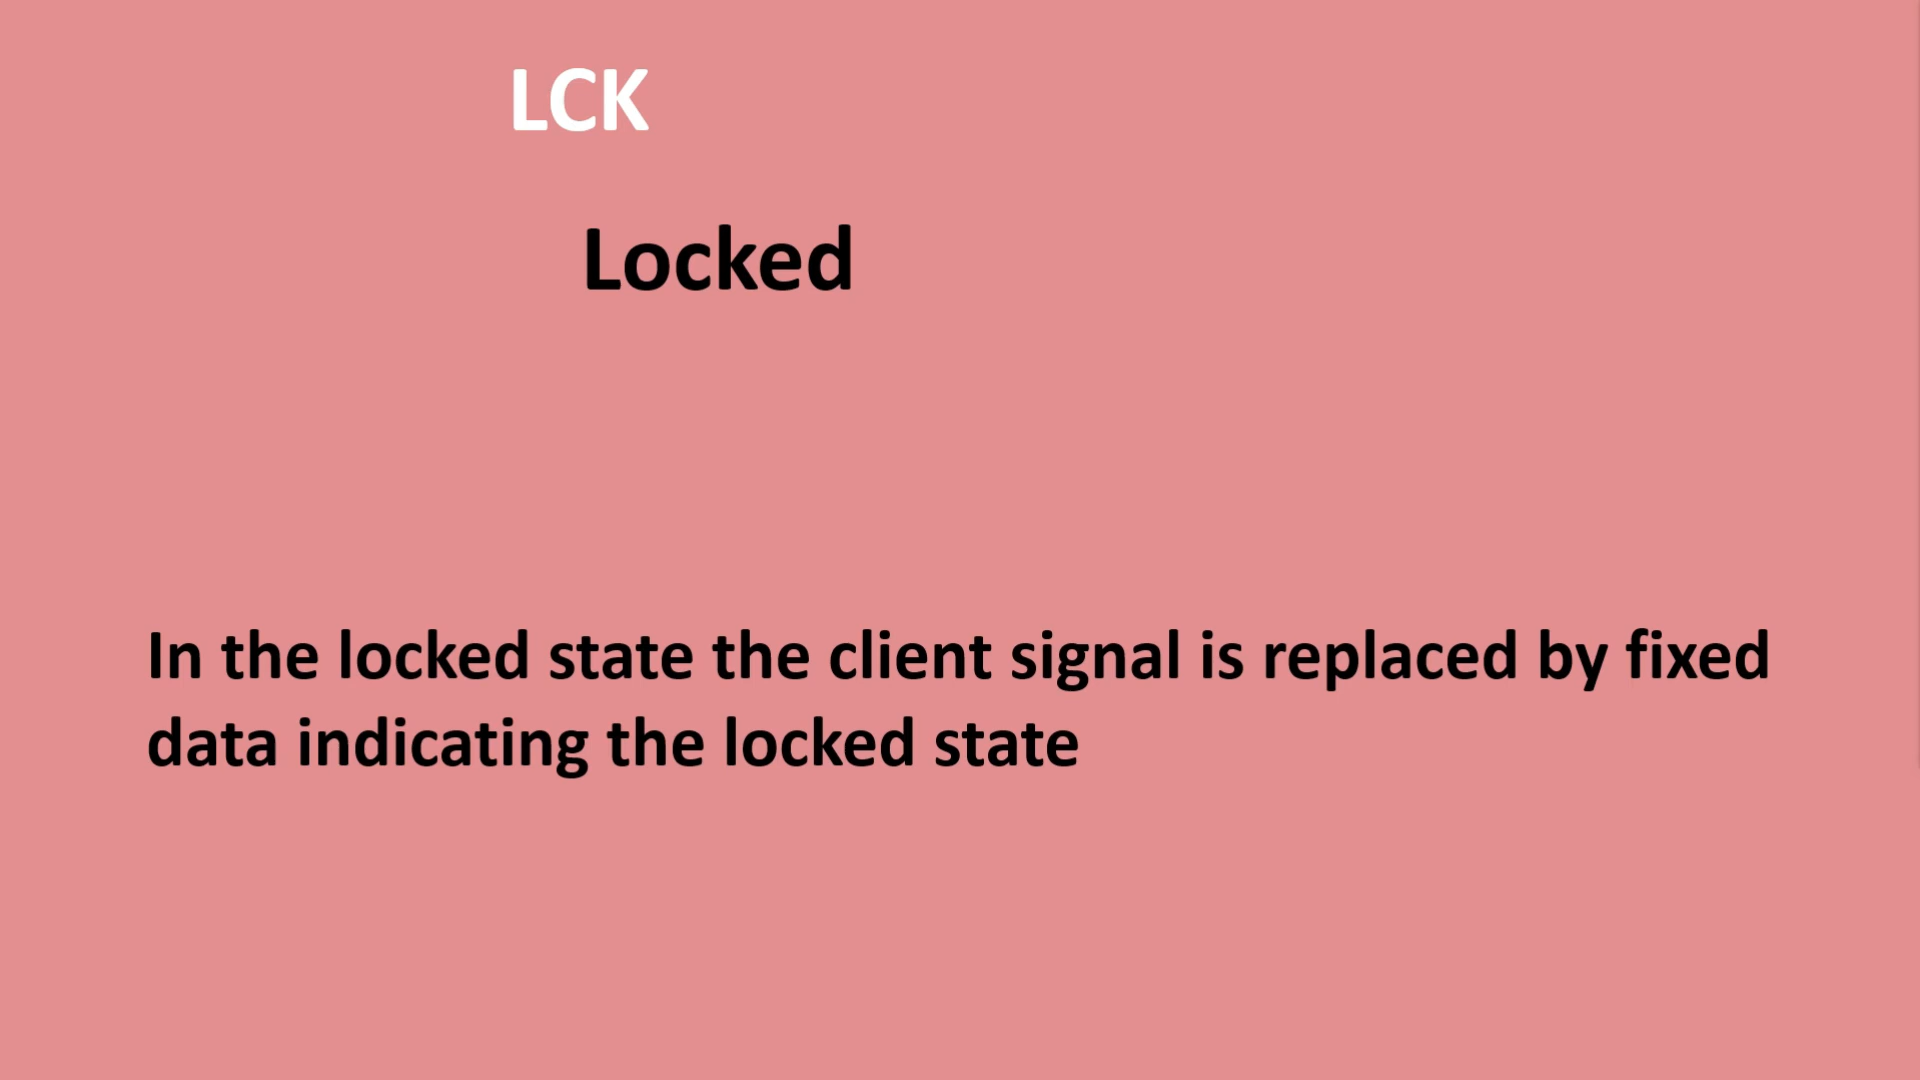 LCK
Locked
In the locked state the client signal is replaced by fixed
data indicating the locked state